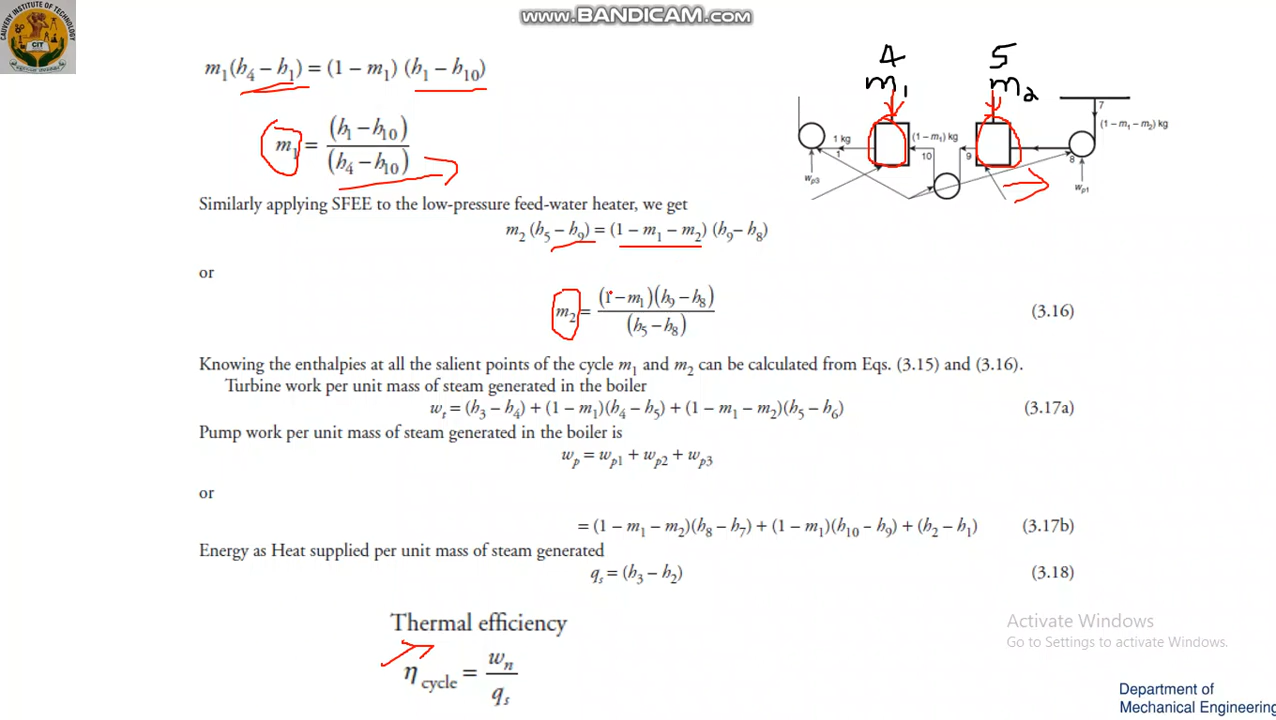 www.BANDICAM.com
CAUVERY INSTITUTE OF TECHNOLOGY
CIT
m₁(h₄ – h₁) = (1 – m₁) (h₁ – h₁₀)
m₁ = (h₁ – h₁₀) / (h₄ – h₁₀)
4 5
m₁ m₂
7
(1 – m₁ – m₂) kg
1 kg (1 – m₁) kg
1 10 9 8
wₚ₃ wₚ₁
Similarly applying SFEE to the low-pressure feed-water heater, we get
m₂ (h₅ – h₉) = (1 – m₁ – m₂) (h₉ – h₈)
or
m₂ = (1 – m₁)(h₉ – h₈) / (h₅ – h₈) (3.16)
Knowing the enthalpies at all the salient points of the cycle m₁ and m₂ can be calculated from Eqs. (3.15) and (3.16).
Turbine work per unit mass of steam generated in the boiler
wₜ = (h₃ – h₄) + (1 – m₁)(h₄ – h₅) + (1 – m₁ – m₂)(h₅ – h₆) (3.17a)
Pump work per unit mass of steam generated in the boiler is
wₚ = wₚ₁ + wₚ₂ + wₚ₃
or
= (1 – m₁ – m₂)(h₈ – h₇) + (1 – m₁)(h₁₀ – h₉) + (h₂ – h₁) (3.17b)
Energy as Heat supplied per unit mass of steam generated
qₛ = (h₃ – h₂) (3.18)
Thermal efficiency
η cycle = wₙ / qₛ
Activate Windows
Go to Settings to activate Windows.
Department of
Mechanical Engineering